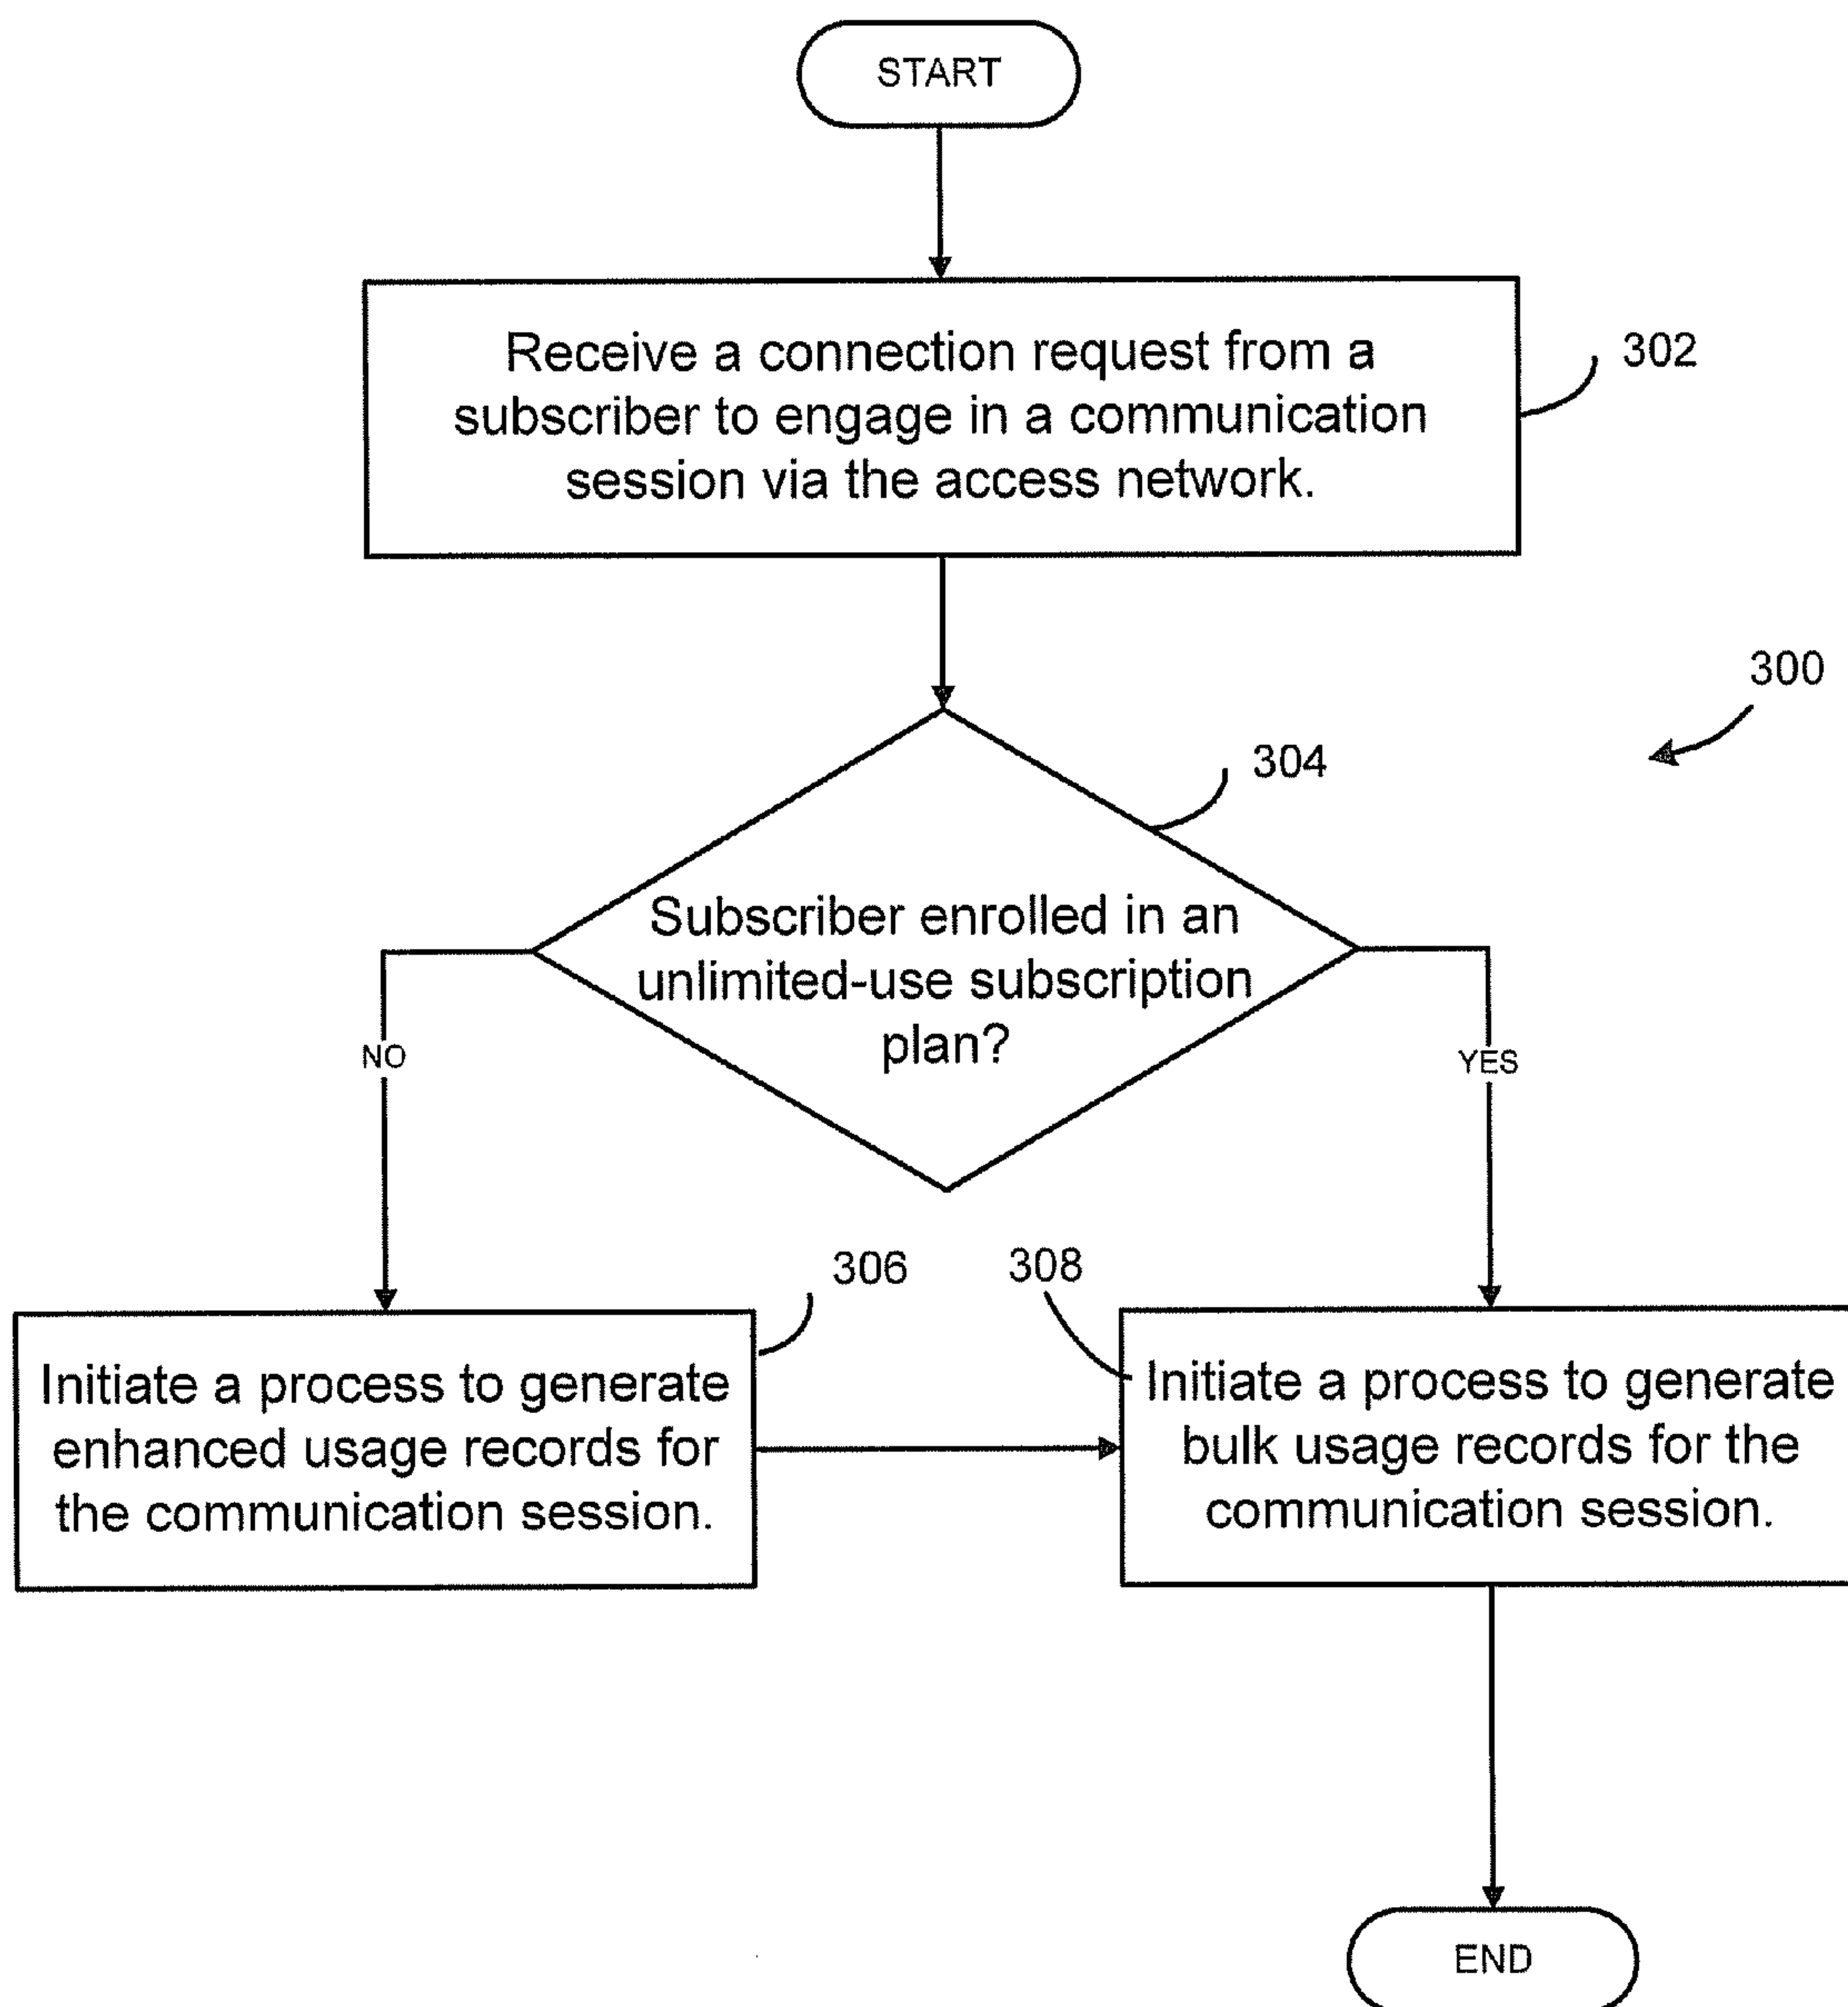 START
Receive a connection request from a
subscriber to engage in a communication
session via the access network.
302
300
304
Subscriber enrolled in an
unlimited-use subscription
plan?
NO
YES
306
308
Initiate a process to generate
enhanced usage records for
the communication session.
Initiate a process to generate
bulk usage records for the
communication session.
END